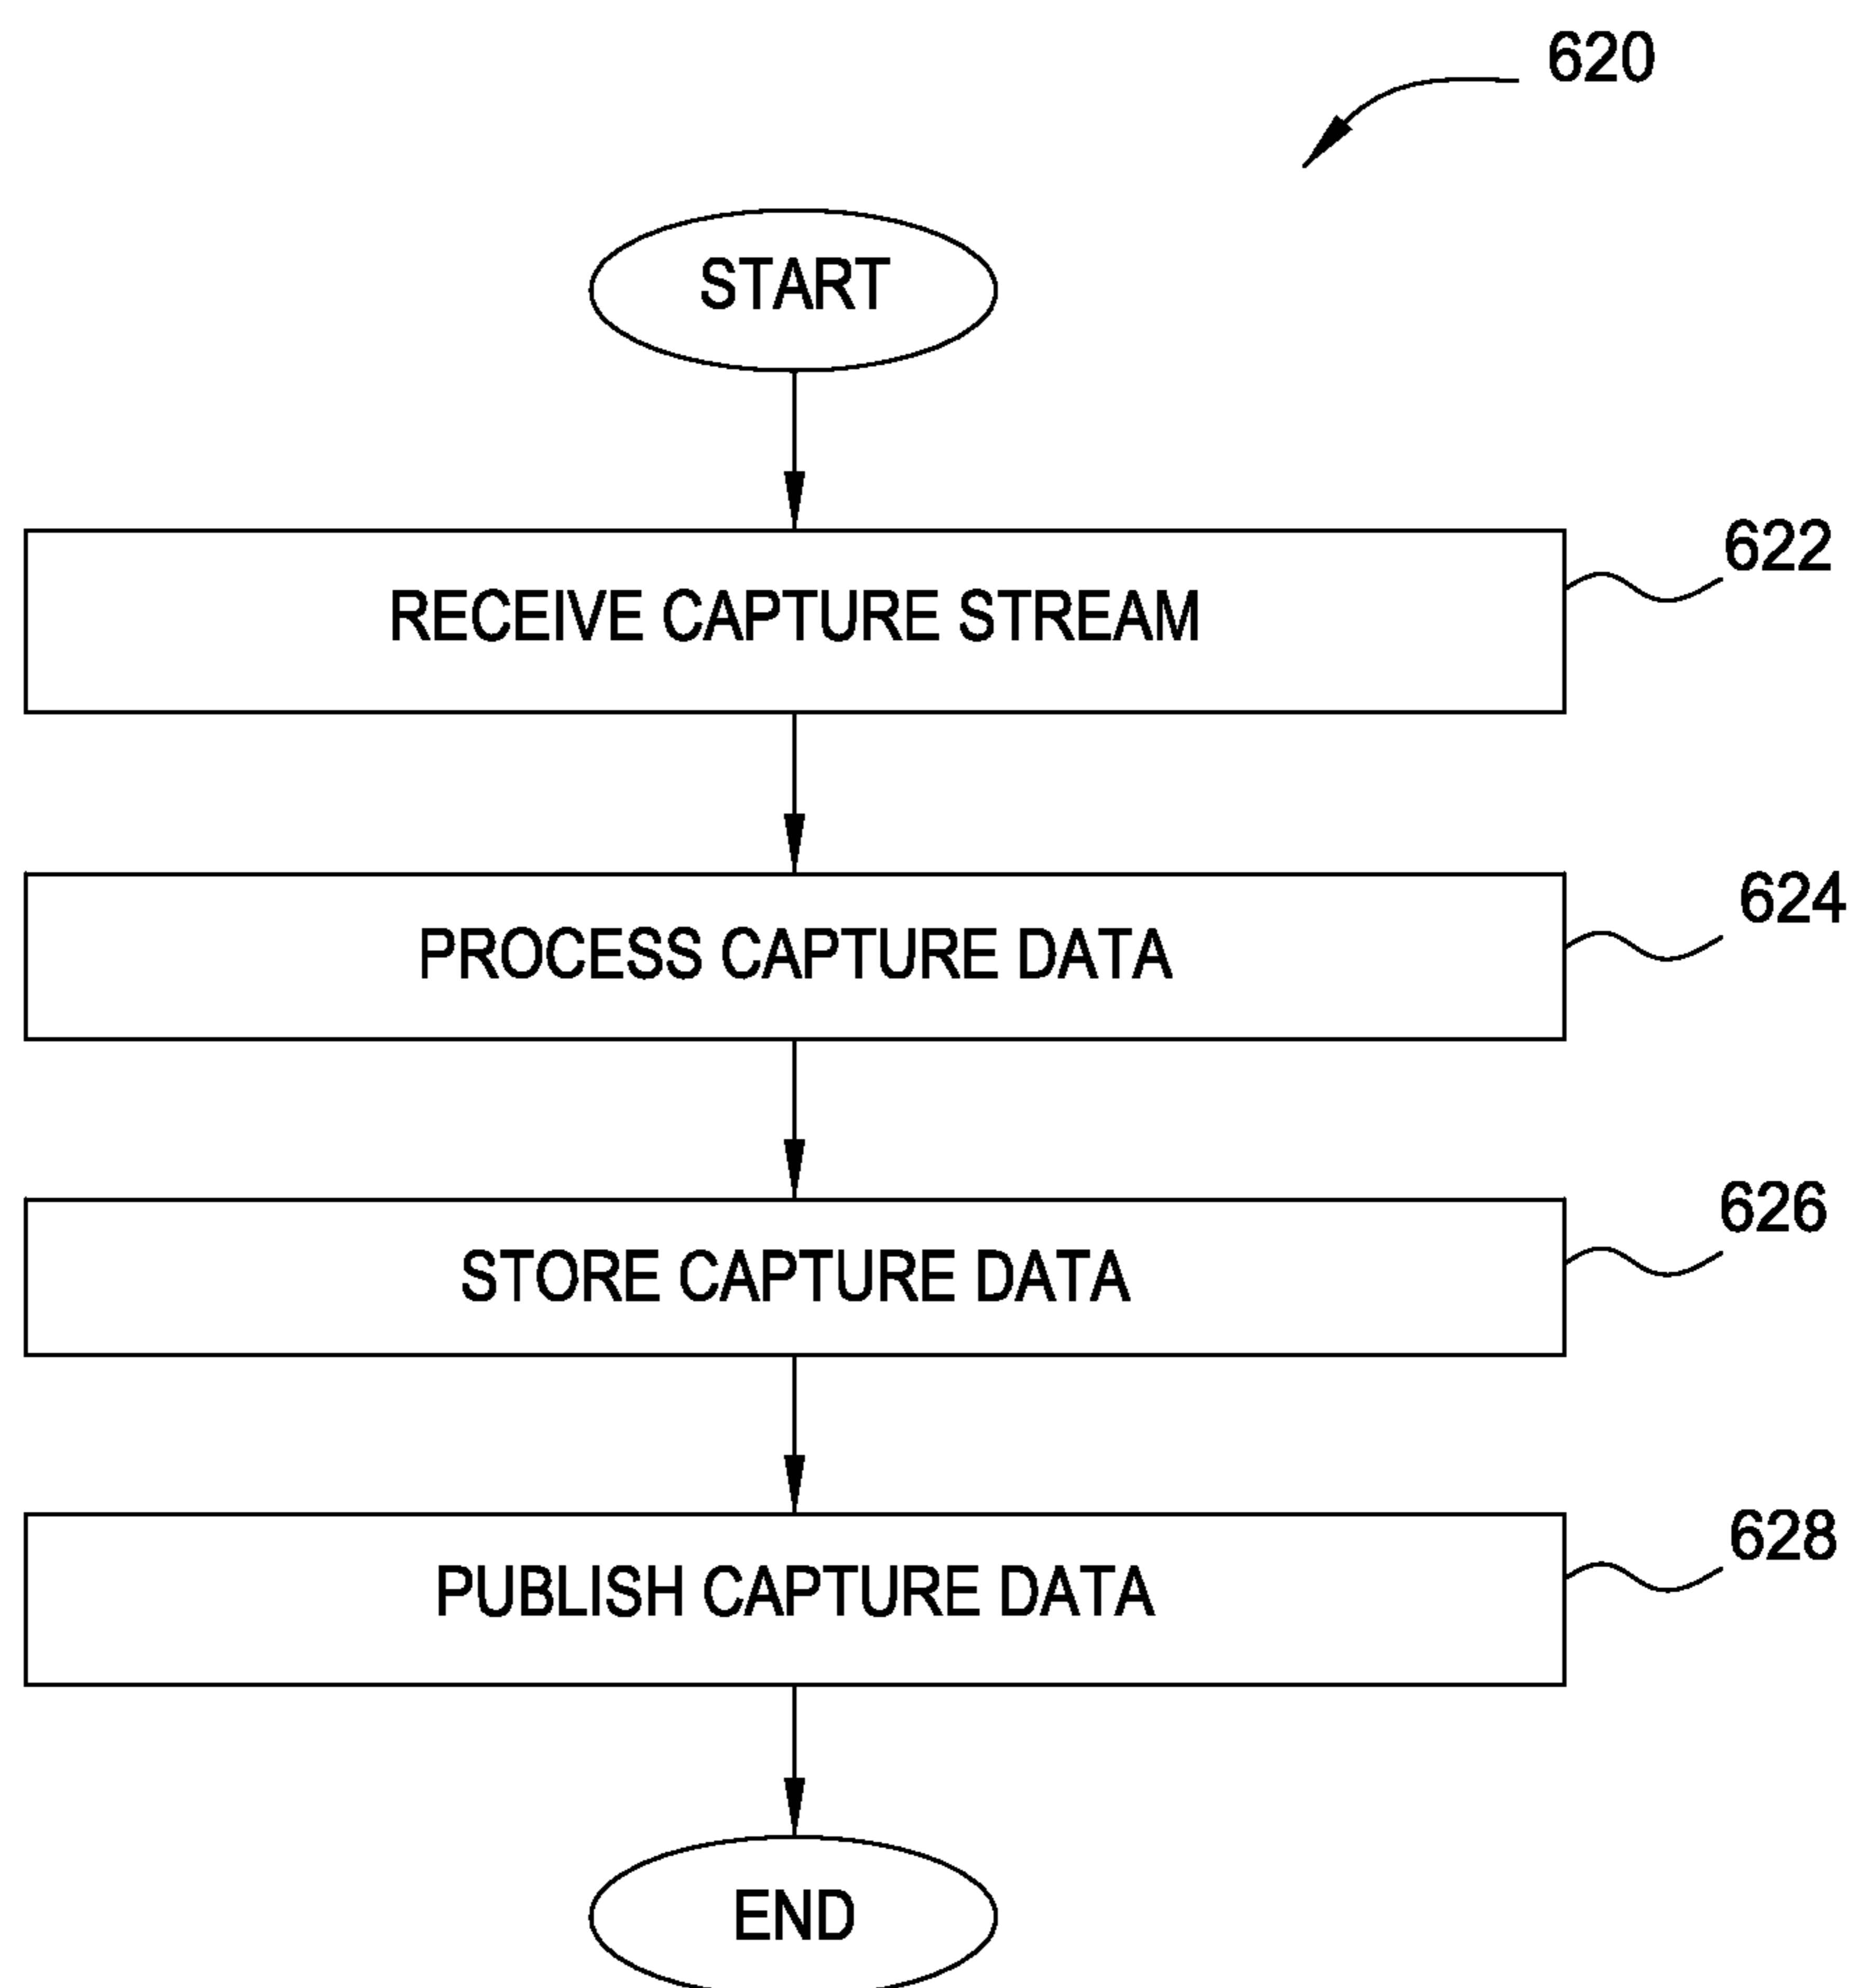 620
START
622
RECEIVE CAPTURE STREAM
624
PROCESS CAPTURE DATA
626
STORE CAPTURE DATA
628
PUBLISH CAPTURE DATA
END